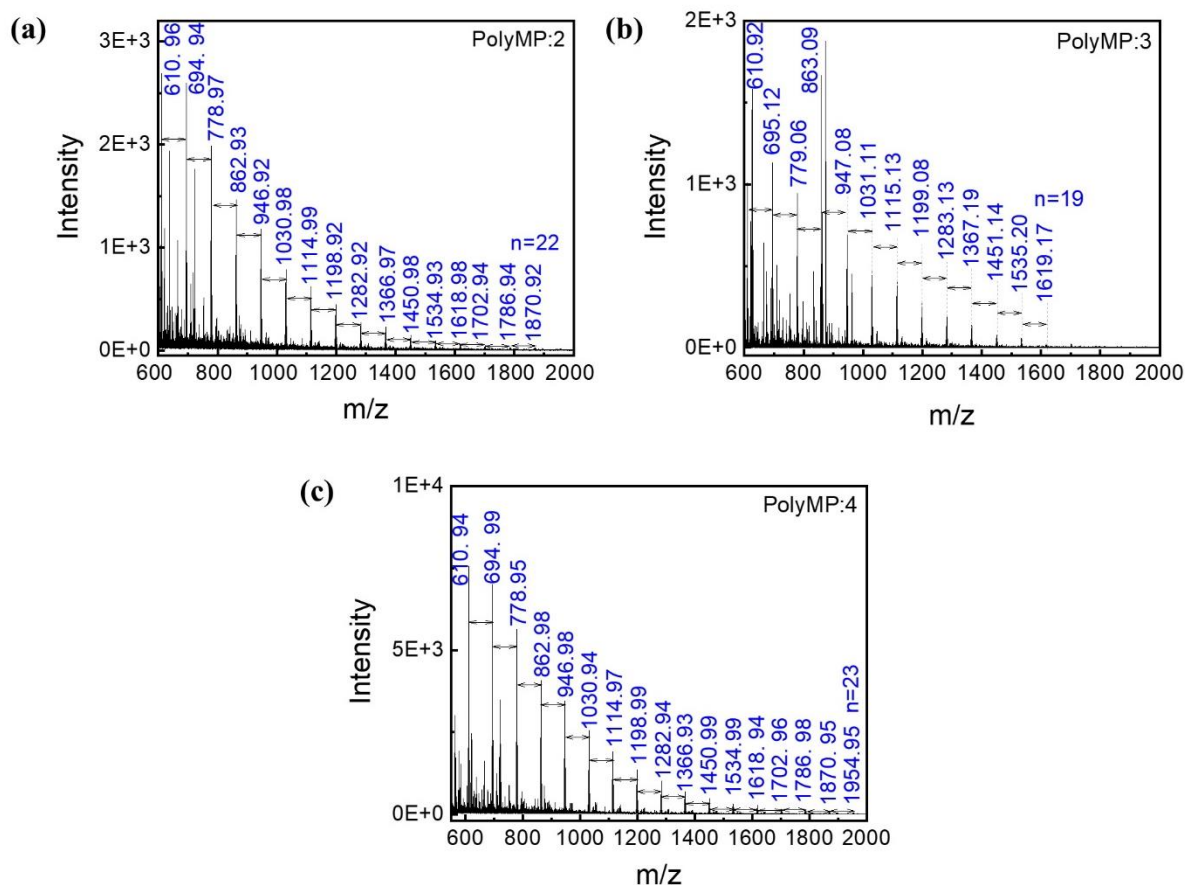 (a)
PolyMP:2
3E+3
2E+3
1E+3
0E+0
Intensity
610. 96
694. 94
778.97
862.93
946.92
1030.98
1114.99
1198.92
1282.92
1366.97
1450.98
1534.93
1618.98
1702.94
1786.94
1870.92
n=22
600 800 1000 1200 1400 1600 1800 2000
m/z
(b)
PolyMP:3
2E+3
1E+3
0E+0
Intensity
610.92
695.12
779.06
863.09
947.08
1031.11
1115.13
1199.08
1283.13
1367.19
1451.14
1535.20
1619.17
n=19
600 800 1000 1200 1400 1600 1800 2000
m/z
(c)
PolyMP:4
1E+4
5E+3
0E+0
Intensity
610. 94
694. 99
778.95
862.98
946.98
1030.94
1114.97
1198.99
1282.94
1366.93
1450.99
1534.99
1618. 94
1702. 96
1786. 98
1870. 95
1954.95
n=23
600 800 1000 1200 1400 1600 1800 2000
m/z